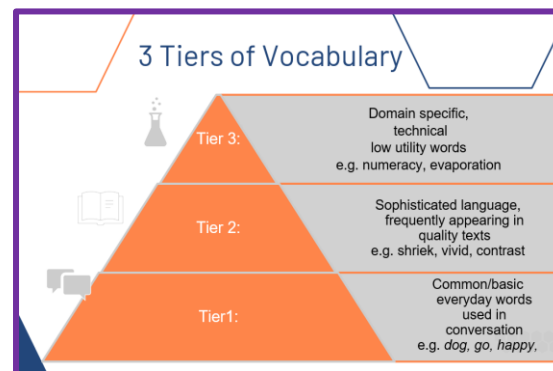 3 Tiers of Vocabulary
Tier 3:
Domain specific,
technical
low utility words
e.g. numeracy, evaporation
Tier 2:
Sophisticated language,
frequently appearing in
quality texts
e.g. shriek, vivid, contrast
Tier1:
Common/basic
everyday words
used in
conversation
e.g. dog, go, happy,